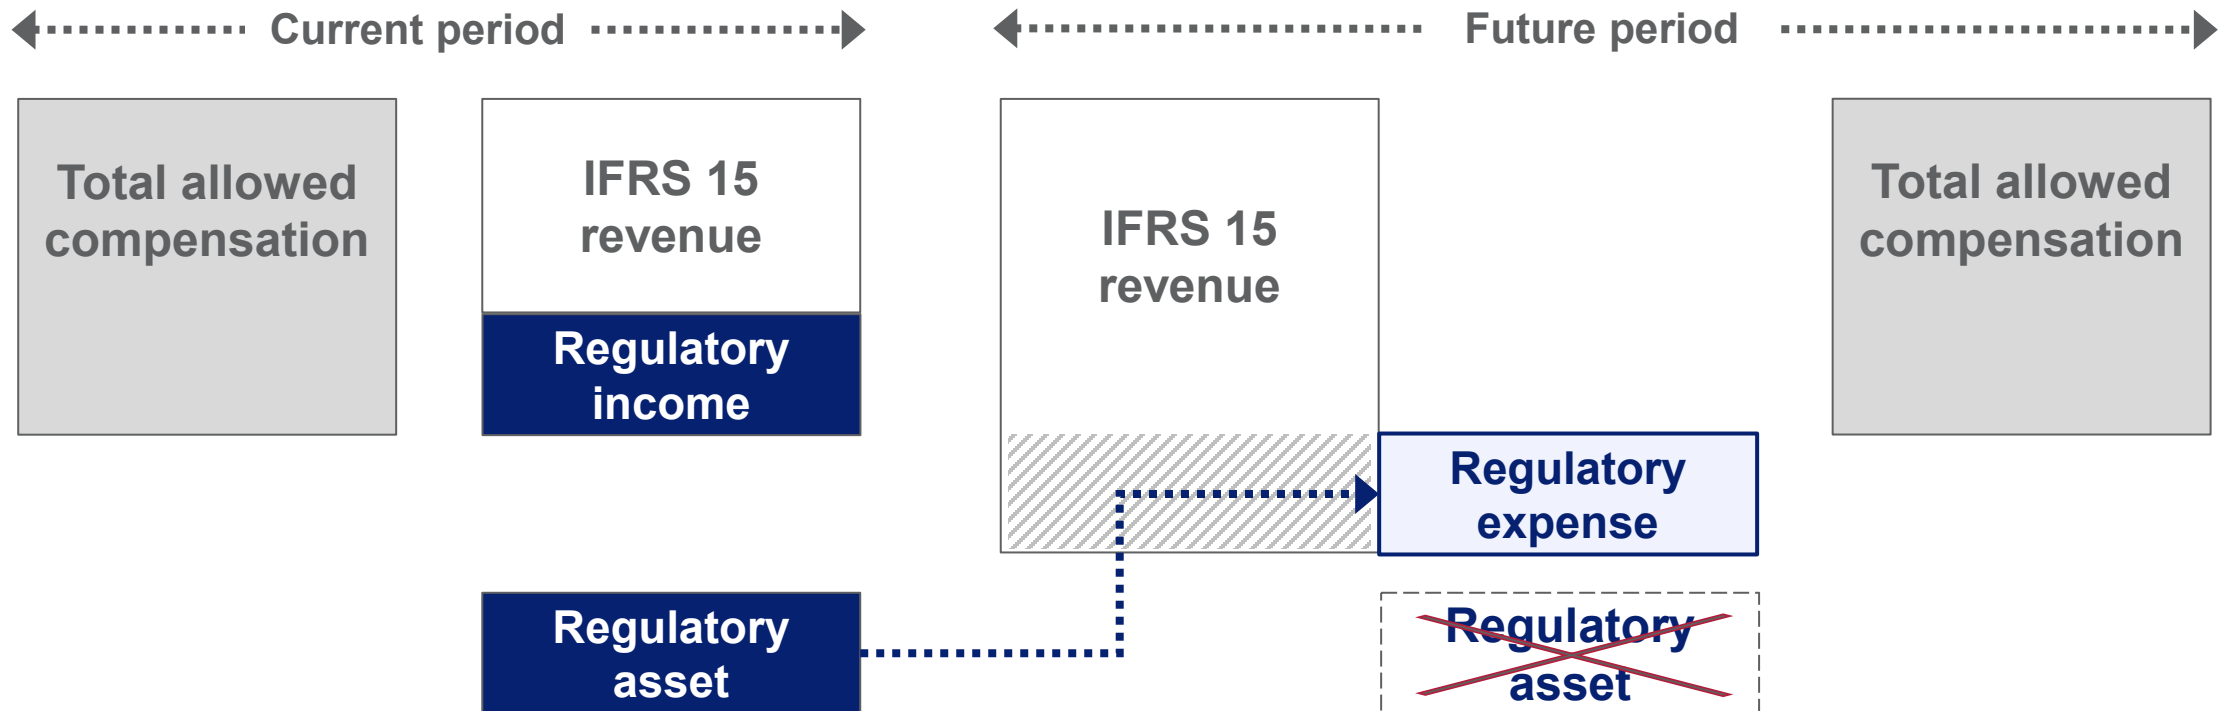 Current period
Future period
Total allowed
compensation
IFRS 15
revenue
Regulatory
income
IFRS 15
revenue
Total allowed
compensation
Regulatory
expense
Regulatory
asset
Regulatory
asset